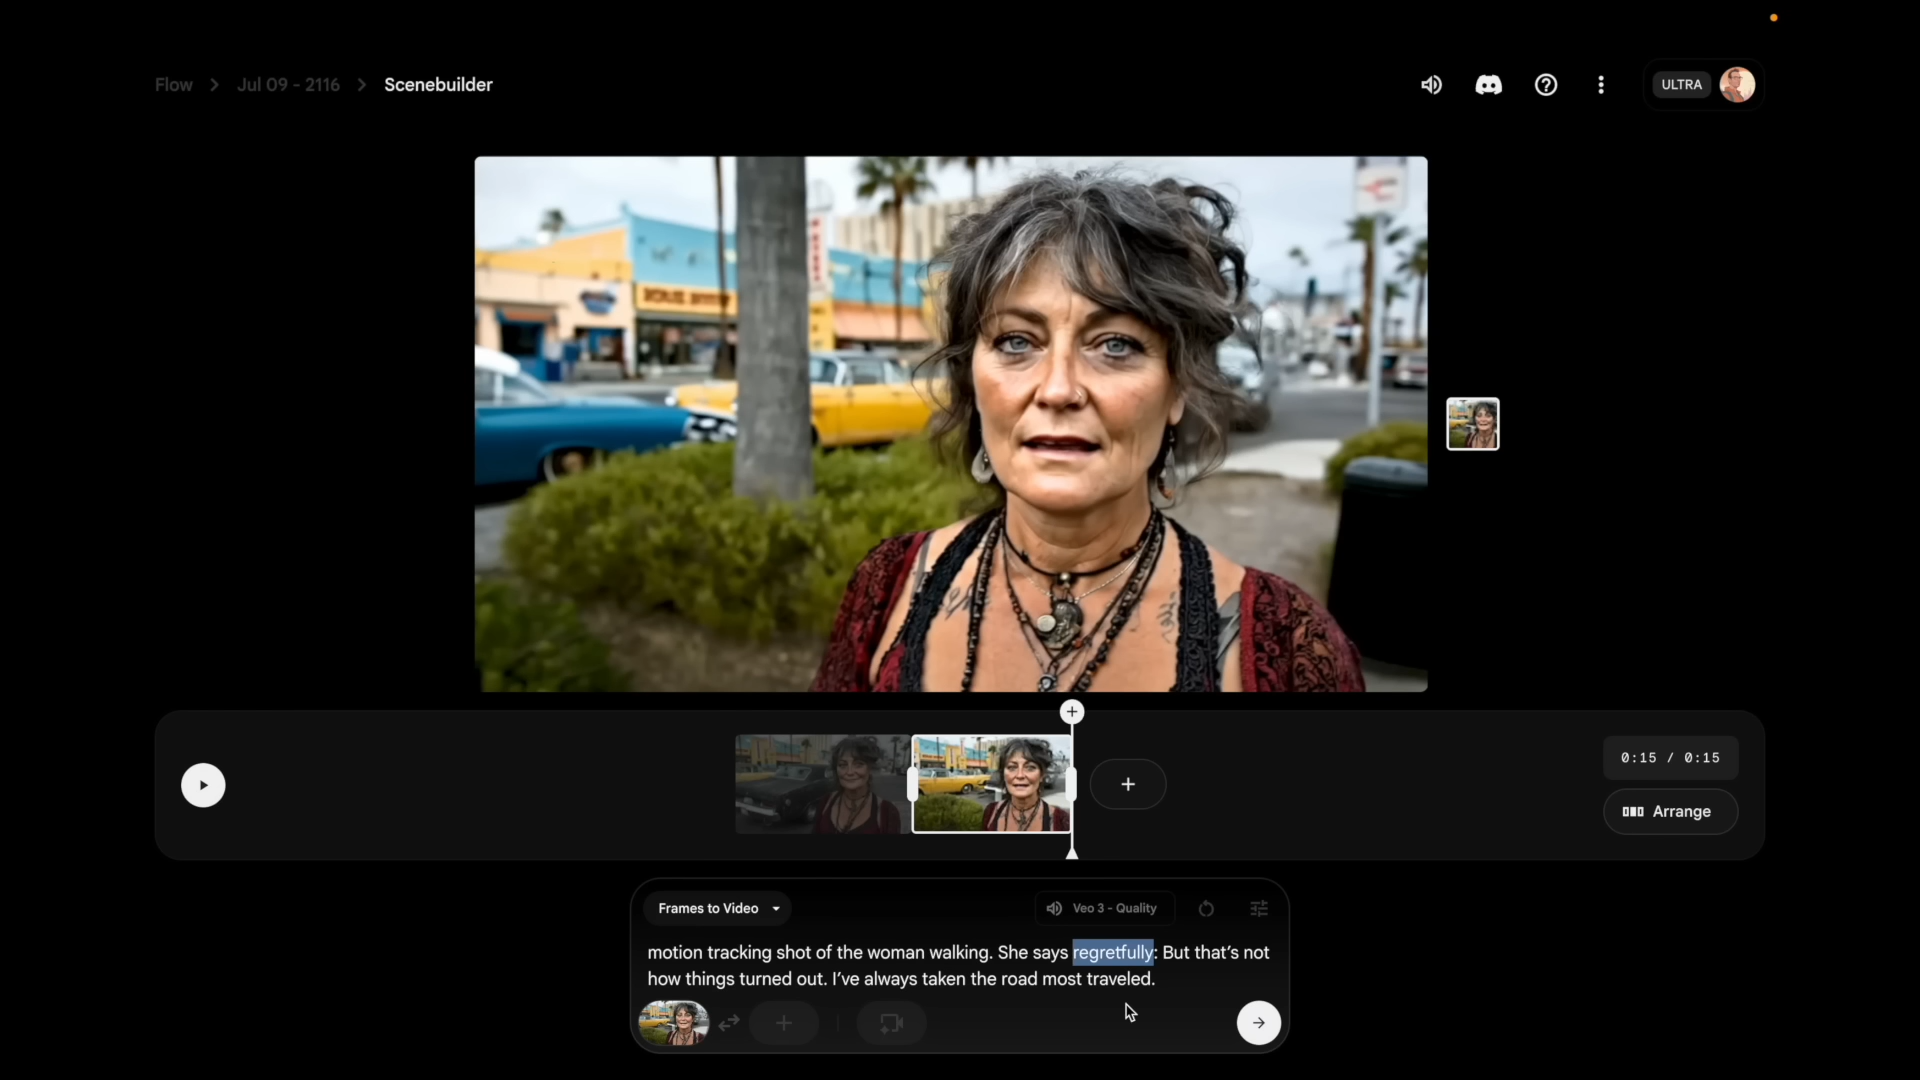 Flow > Jul 09 - 2116 > Scenebuilder
ULTRA
0:15 / 0:15
Arrange
Frames to Video
Veo 3 - Quality
motion tracking shot of the woman walking. She says regretfully: But that’s not
how things turned out. I’ve always taken the road most traveled.